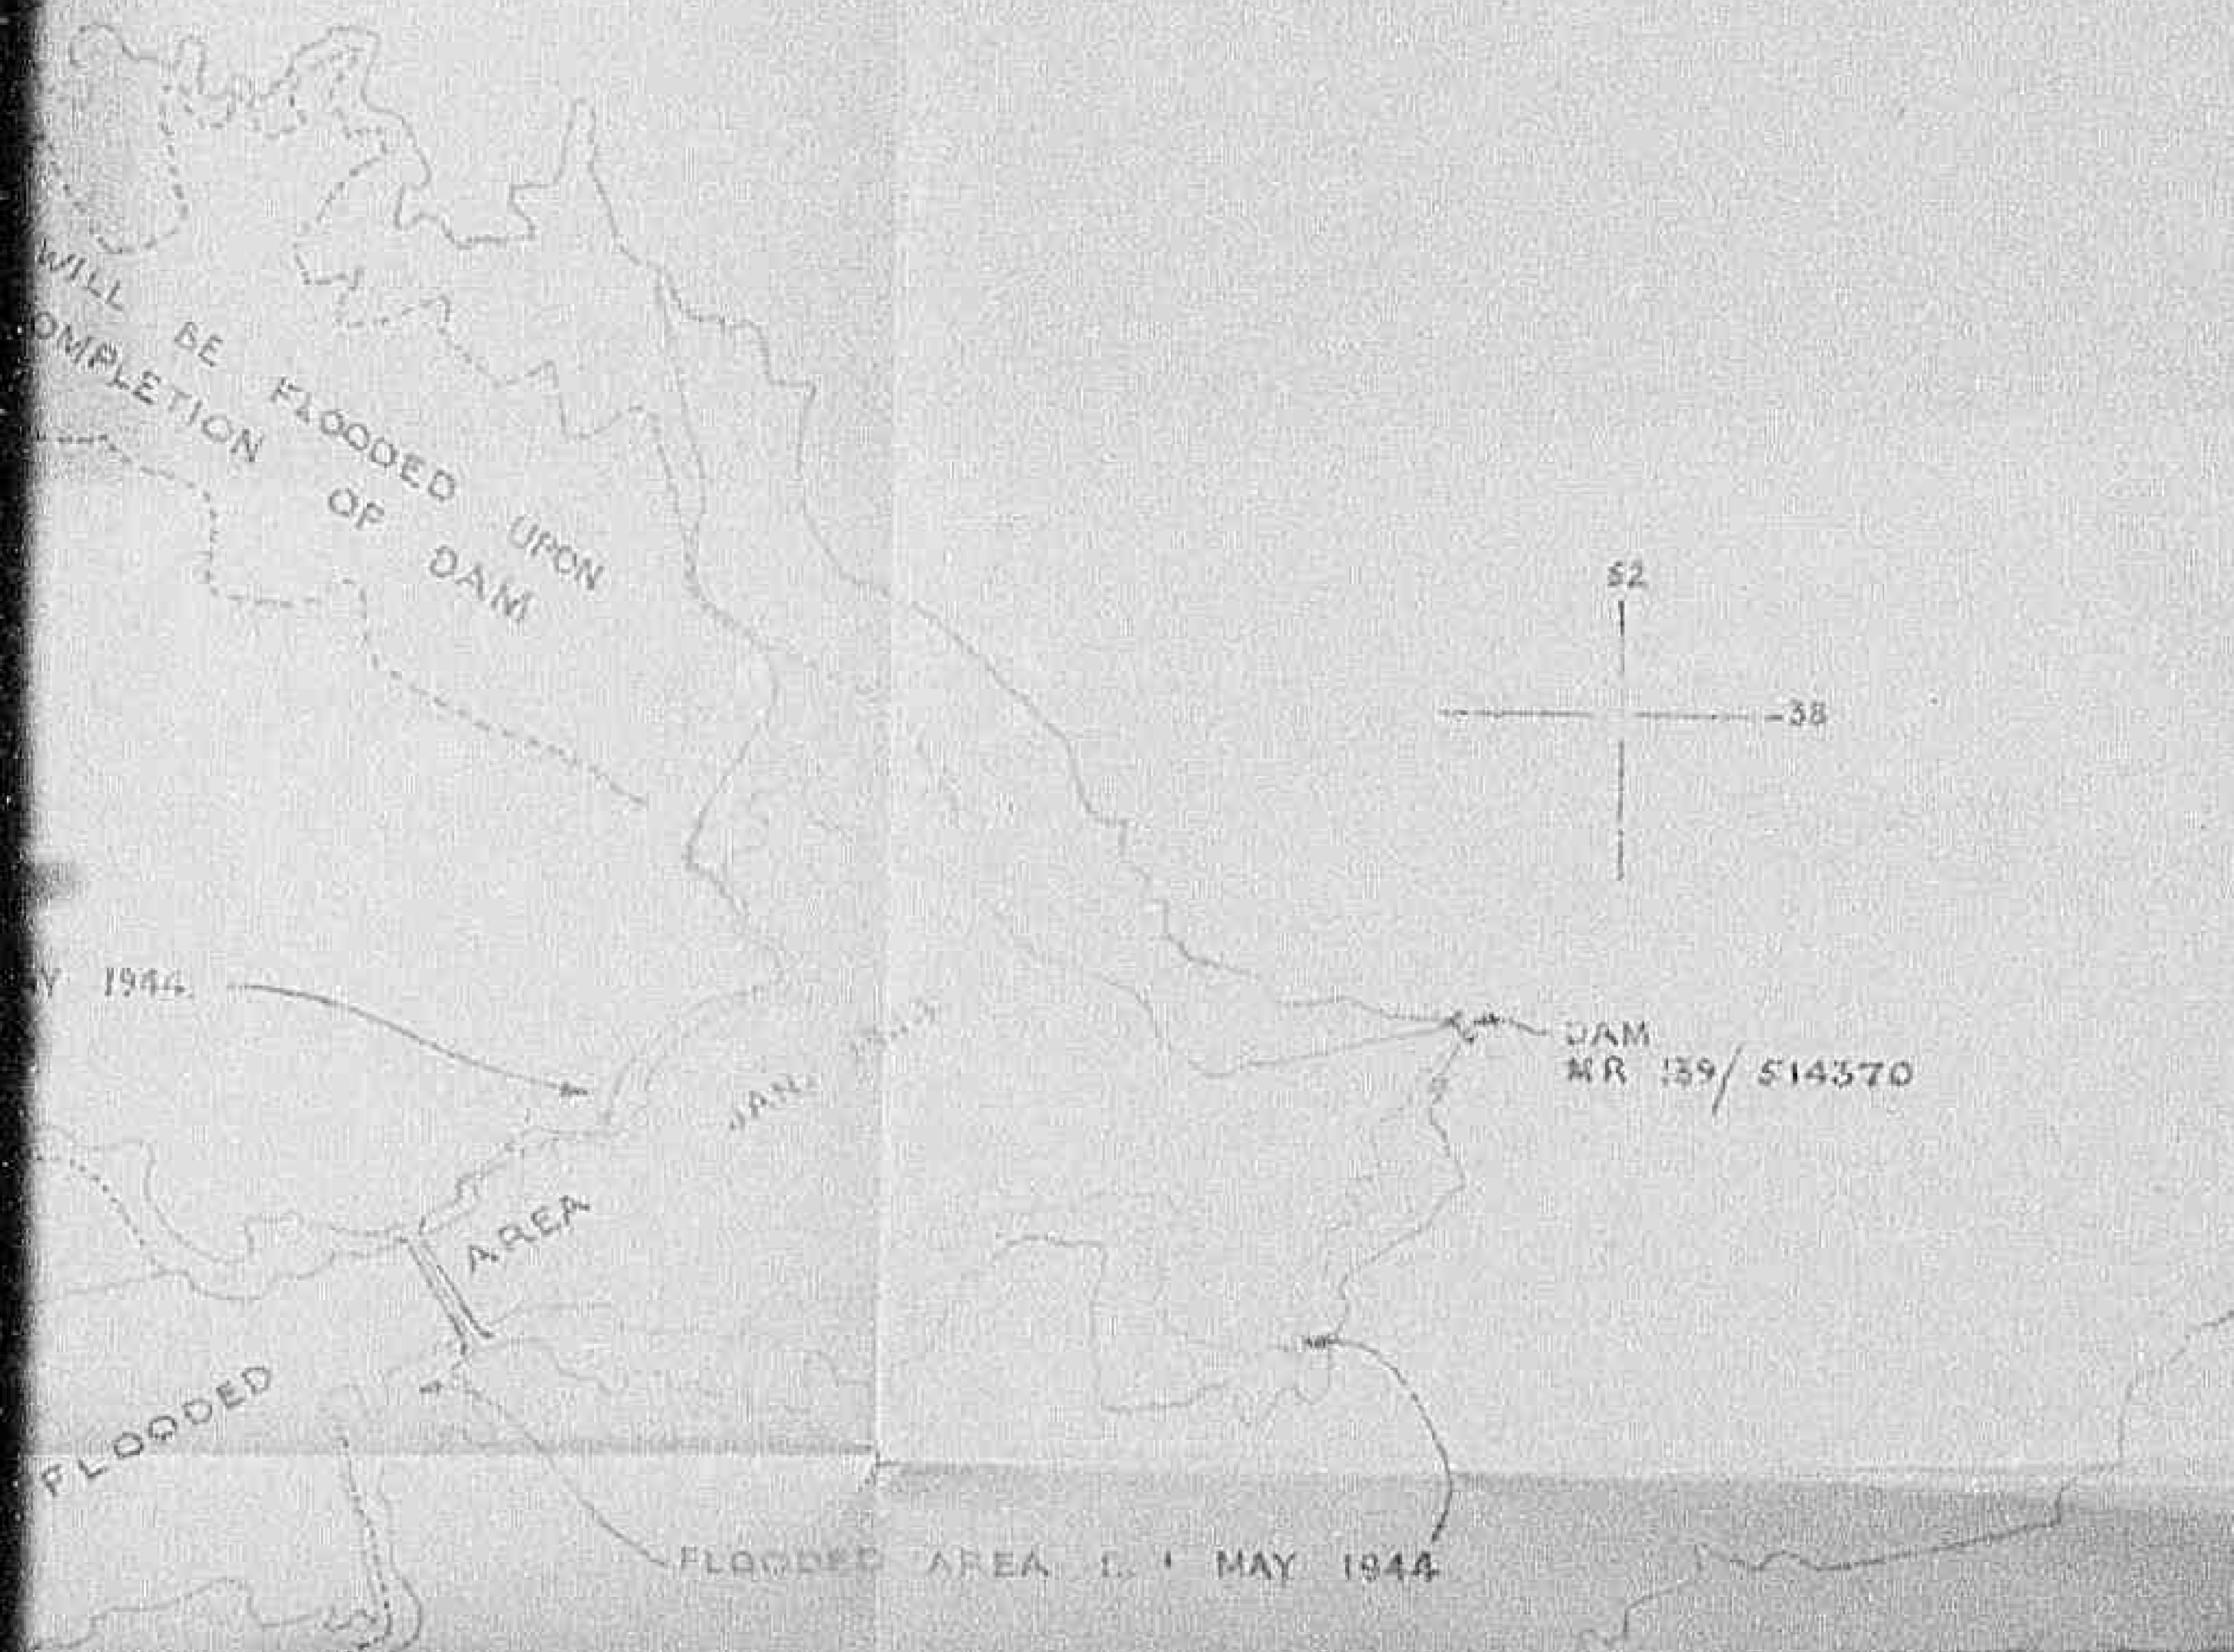 WILL BE FLOODED UPON
OMPLETION OF DAM
52
38
Y 1944
JAN.
DAM
MR 139/514370
FLOODED AREA
FLOODED AREA MAY 1944